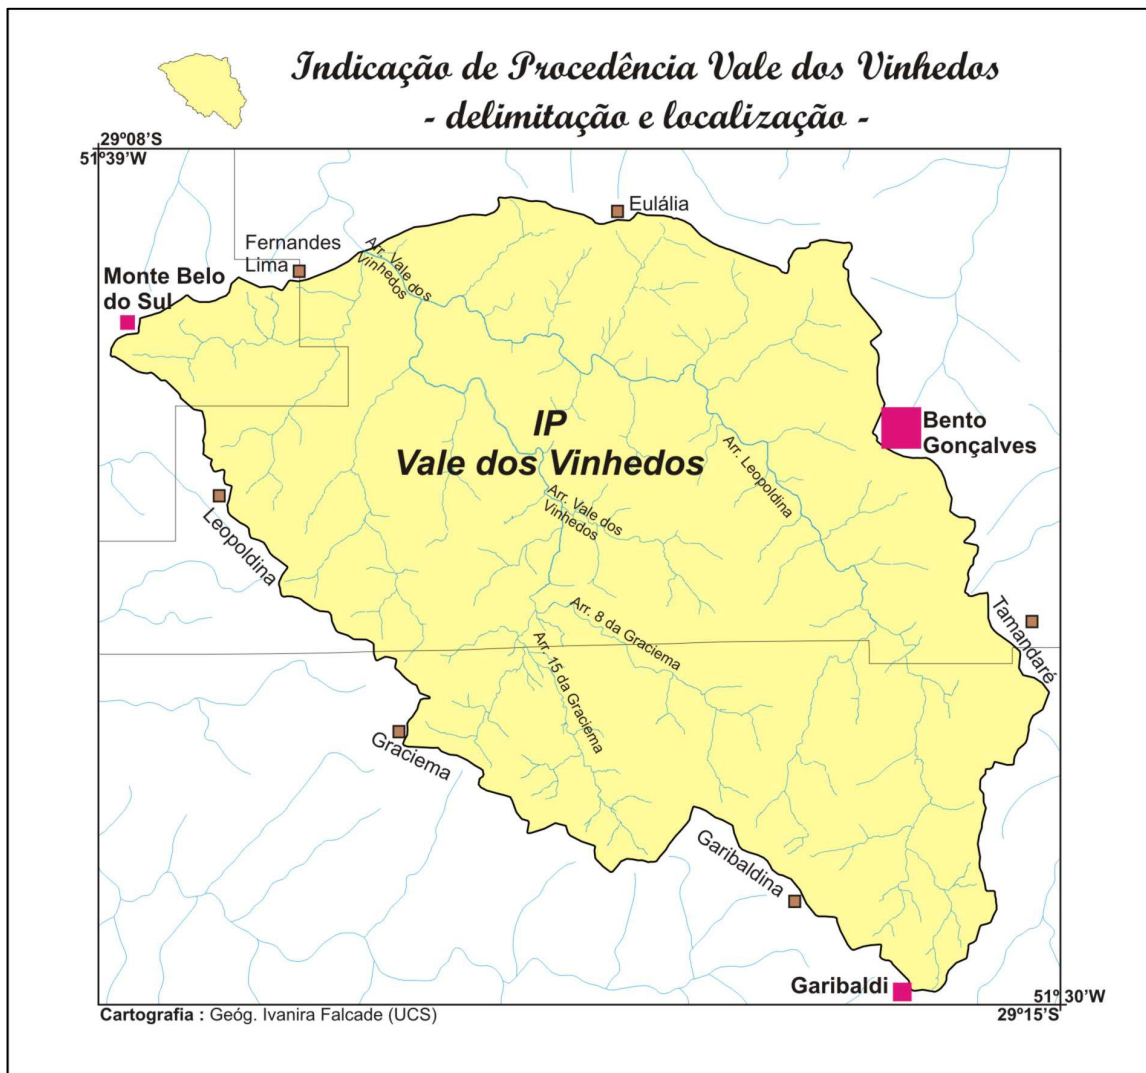 Indicação de Procedência Vale dos Vinhedos
- delimitação e localização -
29º08'S
51º39'W
Eulália
Fernandes
Lima
Arr. Vale dos
Vinhedos
Monte Belo
do Sul
IP
Vale dos Vinhedos
Bento
Gonçalves
Arr. Leopoldina
Arr. Vale dos
Vinhedos
Leopoldina
Arr. 8 da Graciema
Tamandaré
Arr. 15 da Graciema
Graciema
Garibaldina
Garibaldi
51º30'W
29º15'S
Cartografia : Geóg. Ivanira Falcade (UCS)